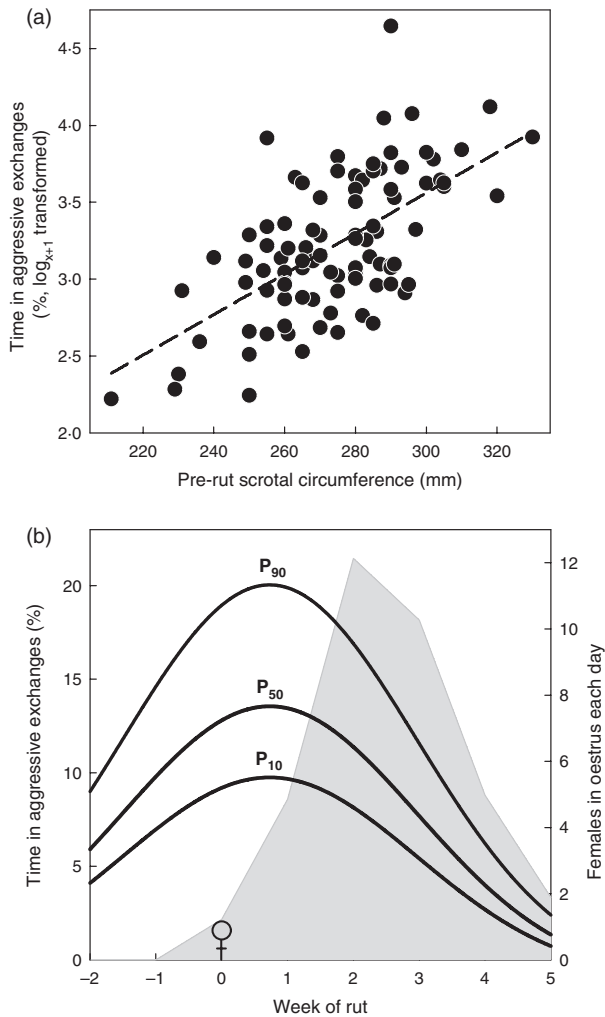 (a)
4·5
4·0
3·5
3·0
2·5
2·0
Time in aggressive exchanges
(%, logx+1 transformed)
220 240 260 280 300 320
Pre-rut scrotal circumference (mm)
(b)
20
15
10
5
0
Time in aggressive exchanges (%)
P90
P50
P10
12
10
8
6
4
2
0
Females in oestrus each day
–2 –1 0 1 2 3 4 5
Week of rut